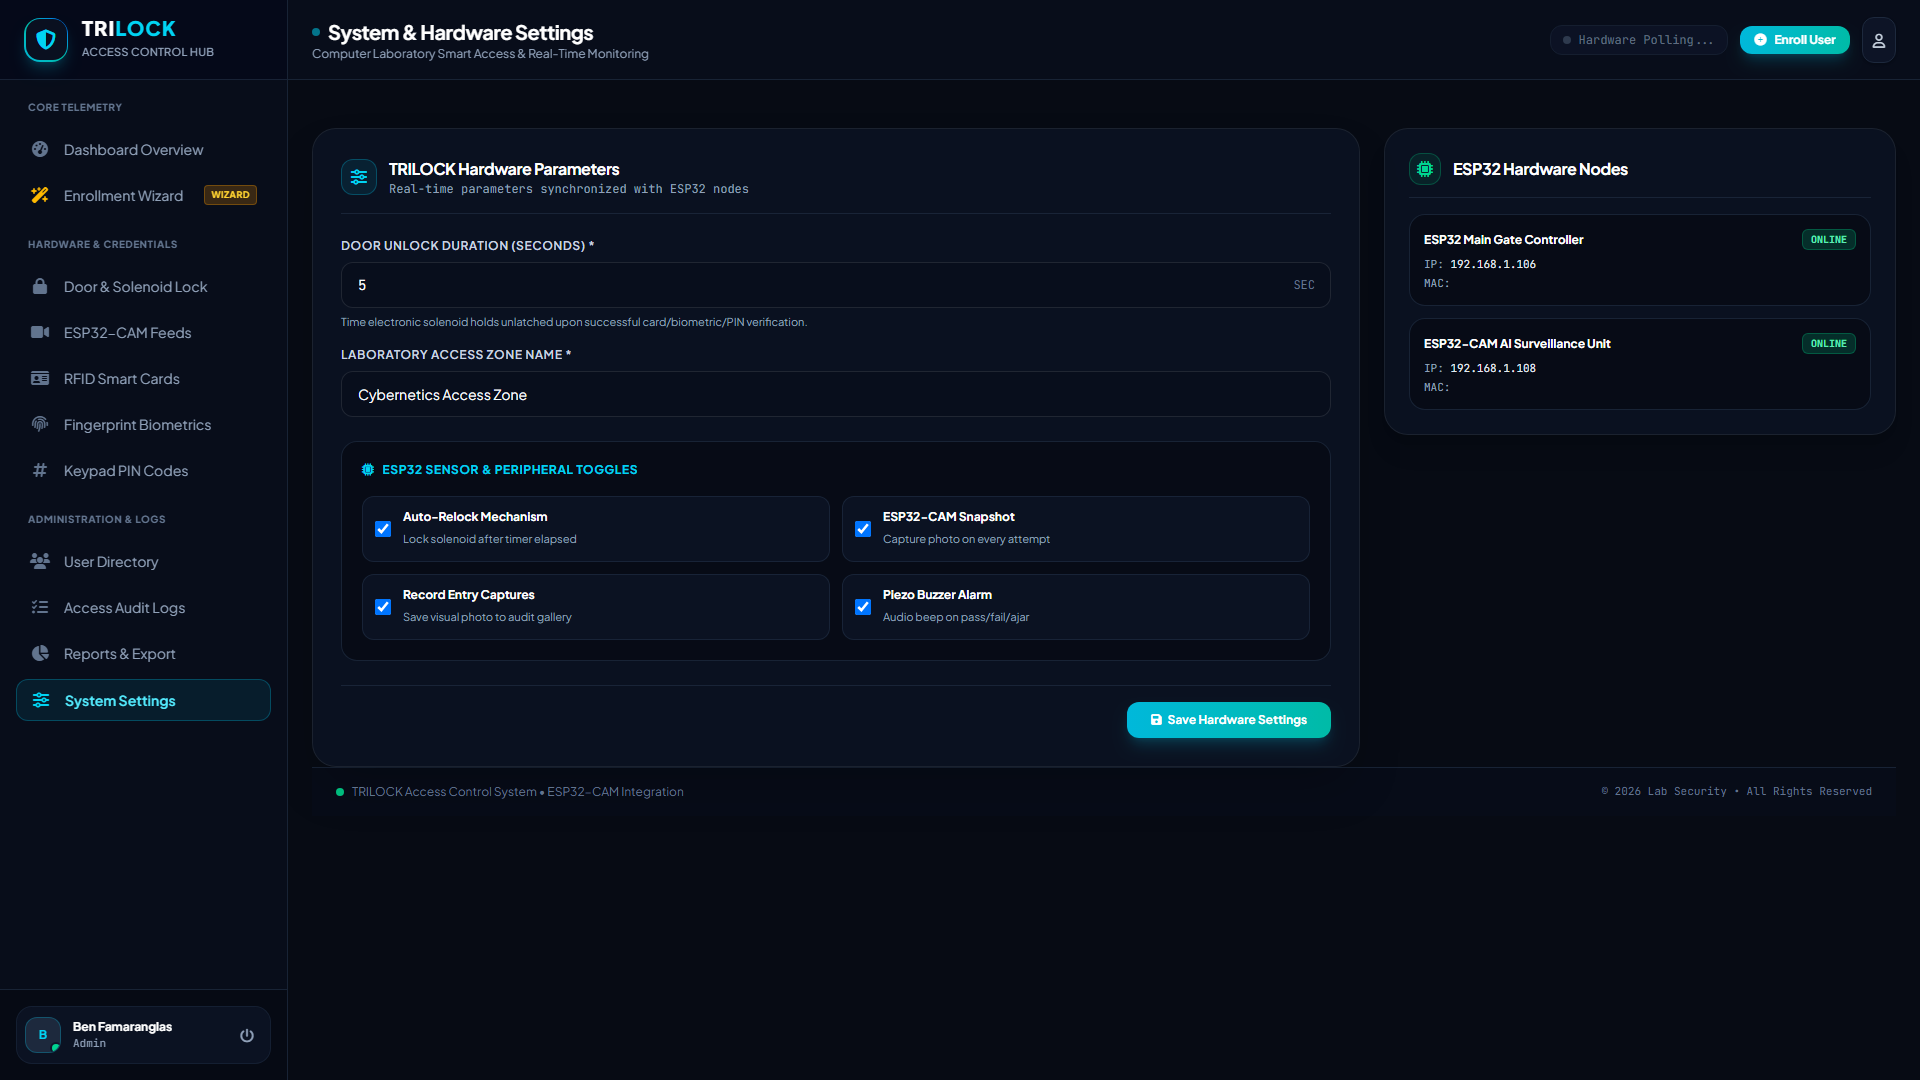 TRILOCK
ACCESS CONTROL HUB
CORE TELEMETRY
Dashboard Overview
Enrollment Wizard WIZARD
HARDWARE & CREDENTIALS
Door & Solenoid Lock
ESP32-CAM Feeds
RFID Smart Cards
Fingerprint Biometrics
Keypad PIN Codes
ADMINISTRATION & LOGS
User Directory
Access Audit Logs
Reports & Export
System Settings
B
Ben Famaranglas
Admin
System & Hardware Settings
Computer Laboratory Smart Access & Real-Time Monitoring
Hardware Polling...
Enroll User
TRILOCK Hardware Parameters
Real-time parameters synchronized with ESP32 nodes
DOOR UNLOCK DURATION (SECONDS) *
5 SEC
Time electronic solenoid holds unlatched upon successful card/biometric/PIN verification.
LABORATORY ACCESS ZONE NAME *
Cybernetics Access Zone
ESP32 SENSOR & PERIPHERAL TOGGLES
Auto-Relock Mechanism
Lock solenoid after timer elapsed
ESP32-CAM Snapshot
Capture photo on every attempt
Record Entry Captures
Save visual photo to audit gallery
Piezo Buzzer Alarm
Audio beep on pass/fail/ajar
Save Hardware Settings
ESP32 Hardware Nodes
ESP32 Main Gate Controller ONLINE
IP: 192.168.1.106
MAC:
ESP32-CAM AI Surveillance Unit ONLINE
IP: 192.168.1.108
MAC:
TRILOCK Access Control System • ESP32-CAM Integration
© 2026 Lab Security • All Rights Reserved